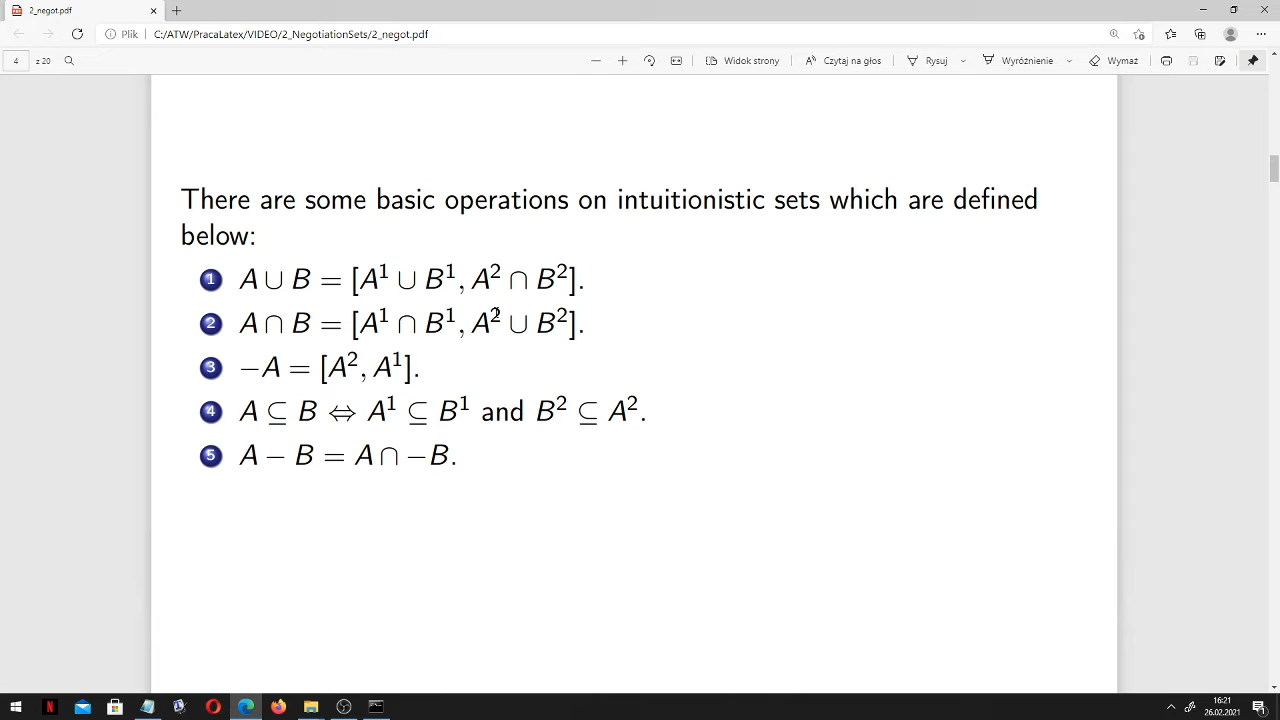 2_negot.pdf
Plik
C:/ATW/PracaLatex/VIDEO/2_NegotiationSets/2_negot.pdf
4 z 20
Widok strony
Czytaj na głos
Rysuj
Wyróżnienie
Wymaż
There are some basic operations on intuitionistic sets which are defined
below:
1 A ∪ B = [A¹ ∪ B¹, A² ∩ B²].
2 A ∩ B = [A¹ ∩ B¹, A² ∪ B²].
3 −A = [A², A¹].
4 A ⊆ B ⇔ A¹ ⊆ B¹ and B² ⊆ A².
5 A − B = A ∩ −B.
16:21
26.02.2021